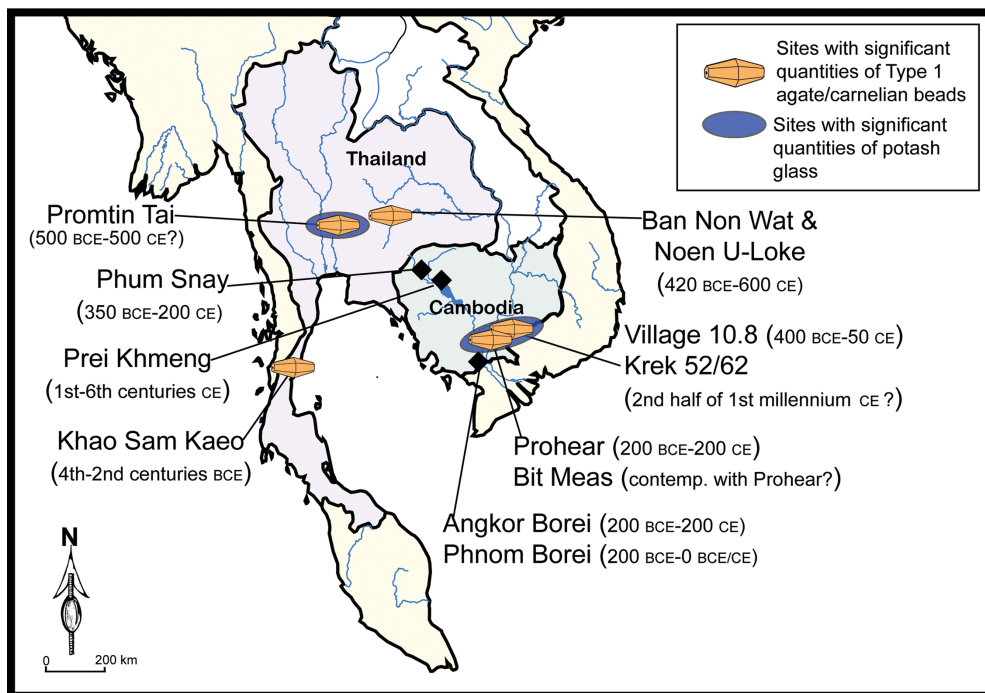 Sites with significant
quantities of Type 1
agate/carnelian beads
Sites with significant
quantities of potash
glass
Thailand
Promtin Tai
(500 BCE-500 CE?)
Ban Non Wat &
Noen U-Loke
(420 BCE-600 CE)
Phum Snay
(350 BCE-200 CE)
Cambodia
Village 10.8 (400 BCE-50 CE)
Krek 52/62
(2nd half of 1st millennium CE ?)
Prei Khmeng
(1st-6th centuries CE)
Khao Sam Kaeo
(4th-2nd centuries BCE)
Prohear (200 BCE-200 CE)
Bit Meas (contemp. with Prohear?)
Angkor Borei (200 BCE-200 CE)
Phnom Borei (200 BCE-0 BCE/CE)
N
0 200 km